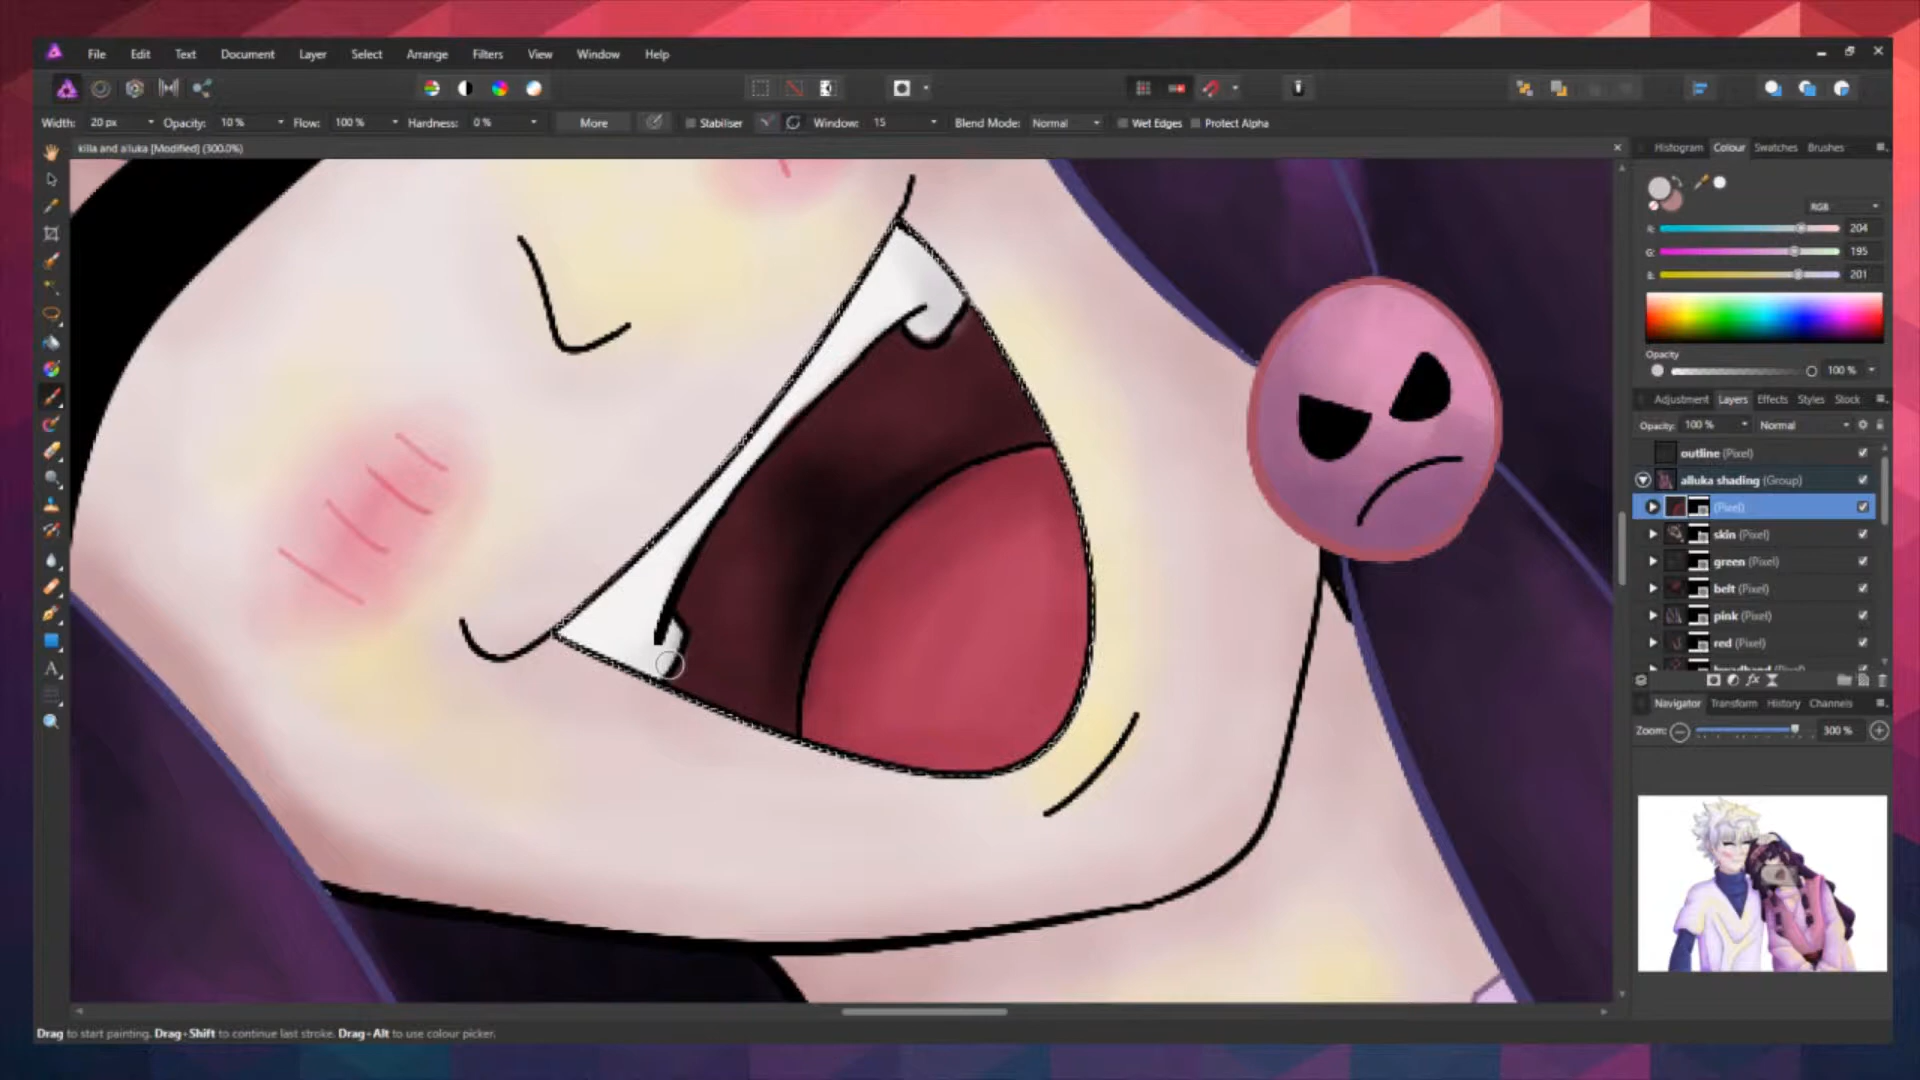 File Edit Text Document Layer Select Arrange Filters View Window Help
Width: 20 px Opacity: 10 % Flow: 100 % Hardness: 0 % More Stabiliser Window: 15 Blend Mode: Normal Wet Edges Protect Alpha
killa and alluka [Modified] (300.0%)
Histogram Colour Swatches Brushes
RGB
R: 204
G: 195
B: 201
Opacity
100 %
Adjustment Layers Effects Styles Stock
Opacity: 100 % Normal
outline (Pixel)
alluka shading (Group)
(Pixel)
skin (Pixel)
green (Pixel)
belt (Pixel)
pink (Pixel)
red (Pixel)
Navigator Transform History Channels
Zoom: 300 %
A
Drag to start painting. Drag+Shift to continue last stroke. Drag+Alt to use colour picker.